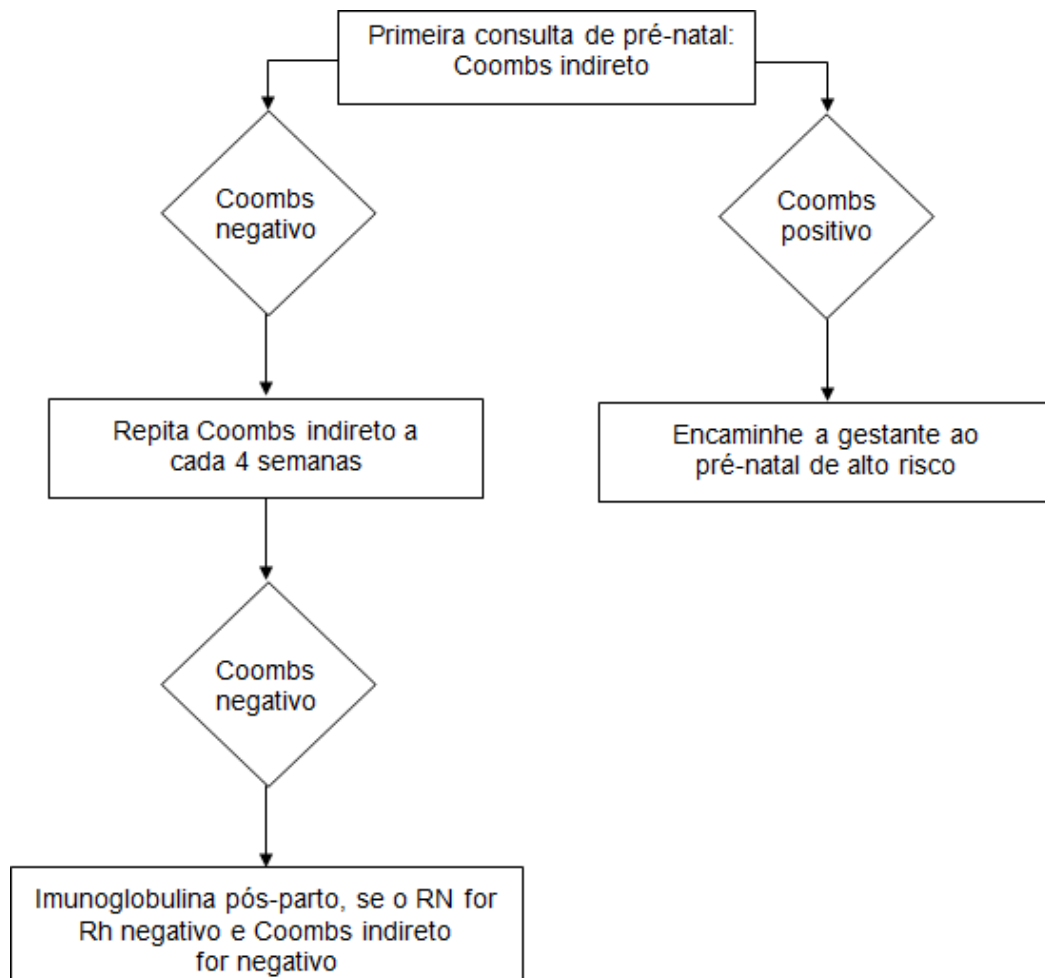 Primeira consulta de pré-natal:
Coombs indireto
Coombs
negativo
Coombs
positivo
Repita Coombs indireto a
cada 4 semanas
Encaminhe a gestante ao
pré-natal de alto risco
Coombs
negativo
Imunoglobulina pós-parto, se o RN for
Rh negativo e Coombs indireto
for negativo